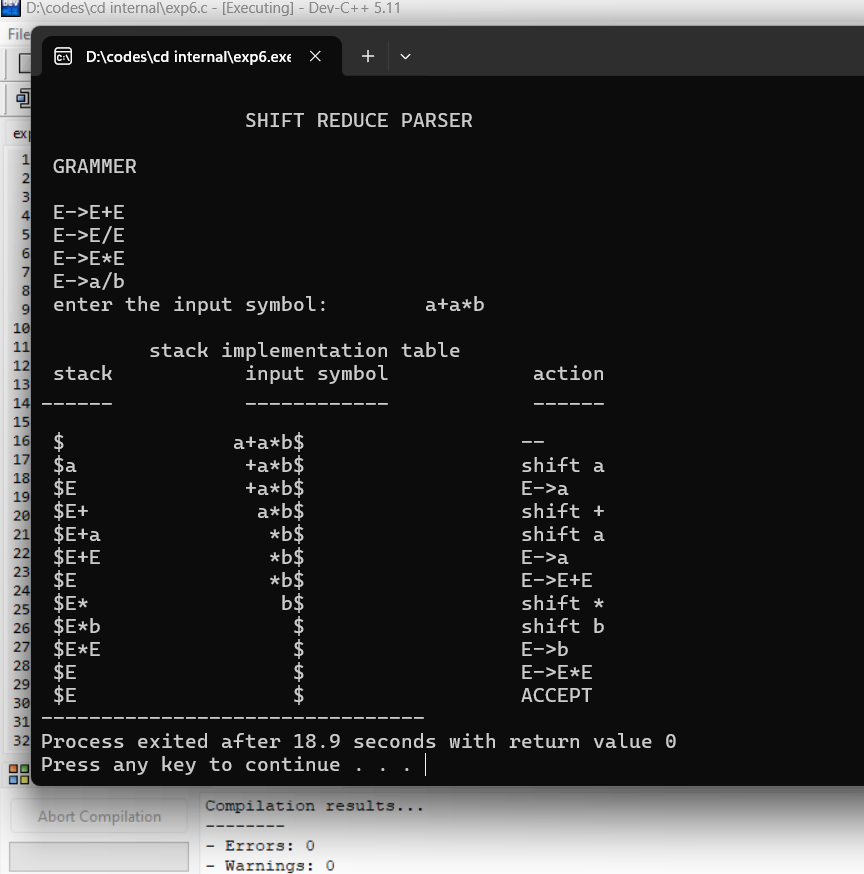 D:\codes\cd internal\exp6.c - [Executing] - Dev-C++ 5.11
File
D:\codes\cd internal\exp6.exe
SHIFT REDUCE PARSER
GRAMMER
E->E+E
E->E/E
E->E*E
E->a/b
enter the input symbol: a+a*b
stack implementation table
stack input symbol action
------ ------------ ------
$ a+a*b$ --
$a +a*b$ shift a
$E +a*b$ E->a
$E+ a*b$ shift +
$E+a *b$ shift a
$E+E *b$ E->a
$E *b$ E->E+E
$E* b$ shift *
$E*b $ shift b
$E*E $ E->b
$E $ E->E*E
$E $ ACCEPT
--------------------------------
Process exited after 18.9 seconds with return value 0
Press any key to continue . . .
1
2
3
4
5
6
7
8
9
10
11
12
13
14
15
16
17
18
19
20
21
22
23
24
25
26
27
28
29
30
31
32
Abort Compilation
Compilation results...
--------
- Errors: 0
- Warnings: 0